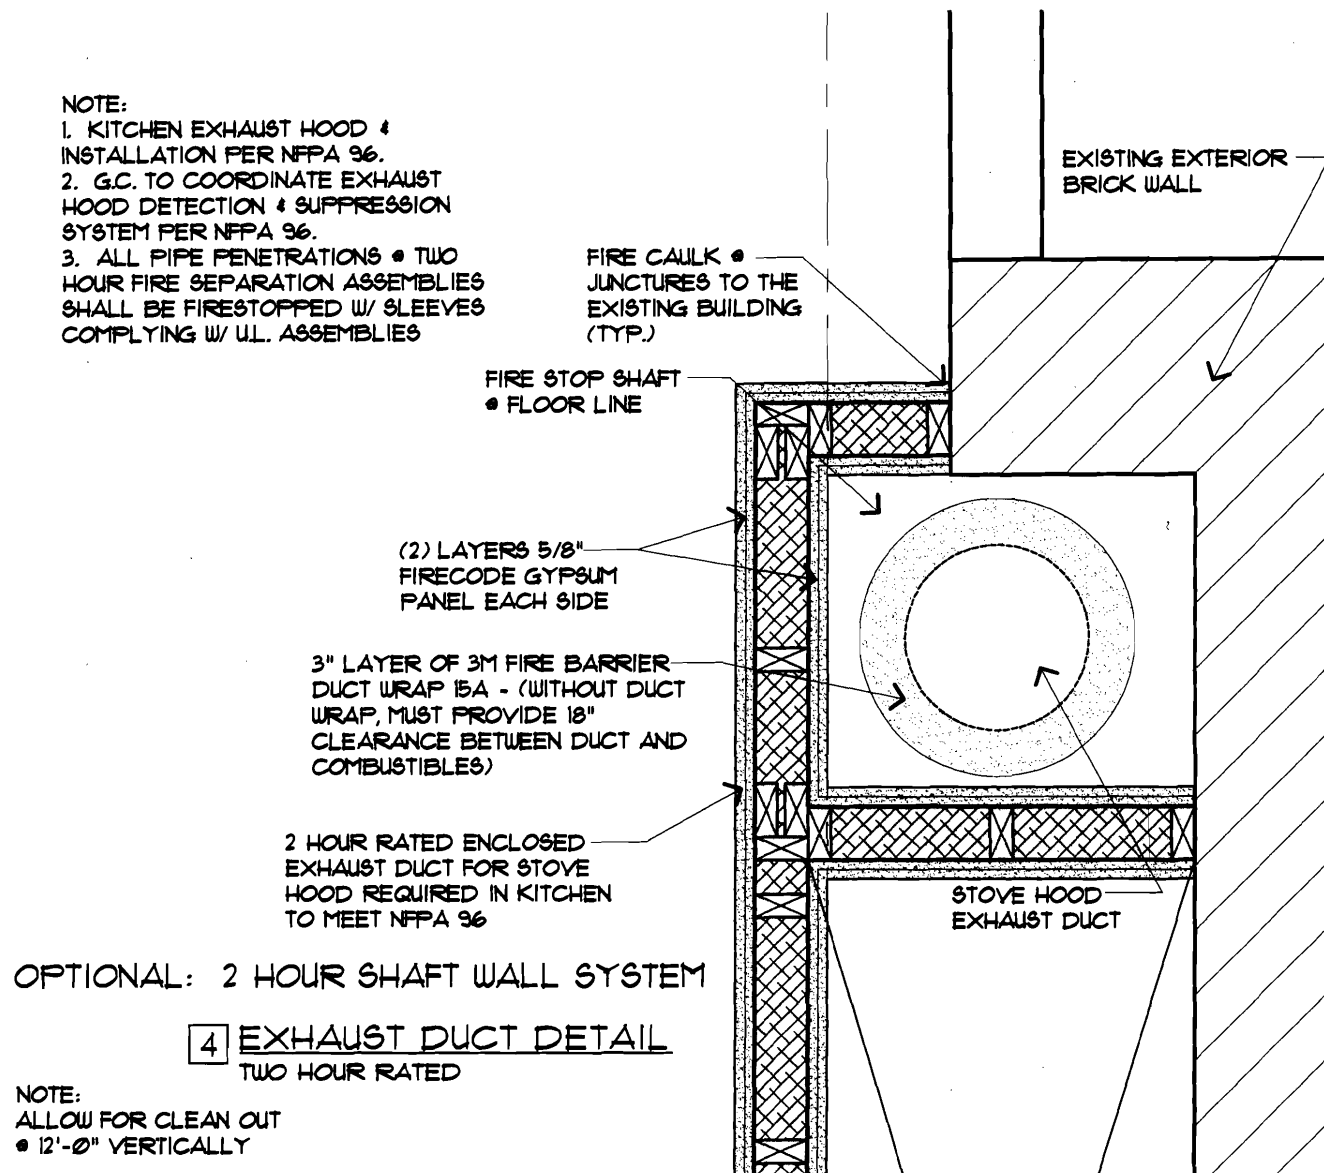 NOTE:
1. KITCHEN EXHAUST HOOD &
INSTALLATION PER NFPA 96.
2. G.C. TO COORDINATE EXHAUST
HOOD DETECTION & SUPPRESSION
SYSTEM PER NFPA 96.
3. ALL PIPE PENETRATIONS @ TWO
HOUR FIRE SEPARATION ASSEMBLIES
SHALL BE FIRESTOPPED W/ SLEEVES
COMPLYING W/ U.L. ASSEMBLIES
EXISTING EXTERIOR
BRICK WALL
FIRE CAULK @
JUNCTURES TO THE
EXISTING BUILDING
(TYP.)
FIRE STOP SHAFT
@ FLOOR LINE
(2) LAYERS 5/8"
FIRECODE GYPSUM
PANEL EACH SIDE
3" LAYER OF 3M FIRE BARRIER
DUCT WRAP 15A - (WITHOUT DUCT
WRAP, MUST PROVIDE 18"
CLEARANCE BETWEEN DUCT AND
COMBUSTIBLES)
2 HOUR RATED ENCLOSED
EXHAUST DUCT FOR STOVE
HOOD REQUIRED IN KITCHEN
TO MEET NFPA 96
STOVE HOOD
EXHAUST DUCT
OPTIONAL: 2 HOUR SHAFT WALL SYSTEM
4 EXHAUST DUCT DETAIL
TWO HOUR RATED
NOTE:
ALLOW FOR CLEAN OUT
@ 12'-0" VERTICALLY